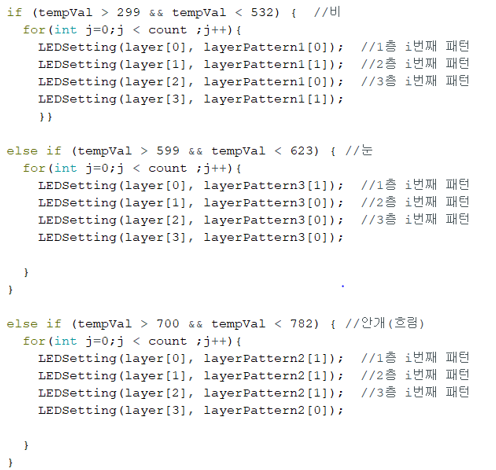 if (tempVal > 299 && tempVal < 532) {  //비
  for(int j=0;j < count ;j++){
    LEDSetting(layer[0], layerPattern1[0]);  //1층 i번째 패턴
    LEDSetting(layer[1], layerPattern1[1]);  //2층 i번째 패턴
    LEDSetting(layer[2], layerPattern1[0]);  //3층 i번째 패턴
    LEDSetting(layer[3], layerPattern1[1]);
    }}
else if (tempVal > 599 && tempVal < 623) { //눈
  for(int j=0;j < count ;j++){
    LEDSetting(layer[0], layerPattern3[1]);  //1층 i번째 패턴
    LEDSetting(layer[1], layerPattern3[0]);  //2층 i번째 패턴
    LEDSetting(layer[2], layerPattern3[0]);  //3층 i번째 패턴
    LEDSetting(layer[3], layerPattern3[0]);
  }
}
else if (tempVal > 700 && tempVal < 782) { //안개(흐림)
  for(int j=0;j < count ;j++){
    LEDSetting(layer[0], layerPattern2[1]);  //1층 i번째 패턴
    LEDSetting(layer[1], layerPattern2[1]);  //2층 i번째 패턴
    LEDSetting(layer[2], layerPattern2[1]);  //3층 i번째 패턴
    LEDSetting(layer[3], layerPattern2[0]);
  }
}